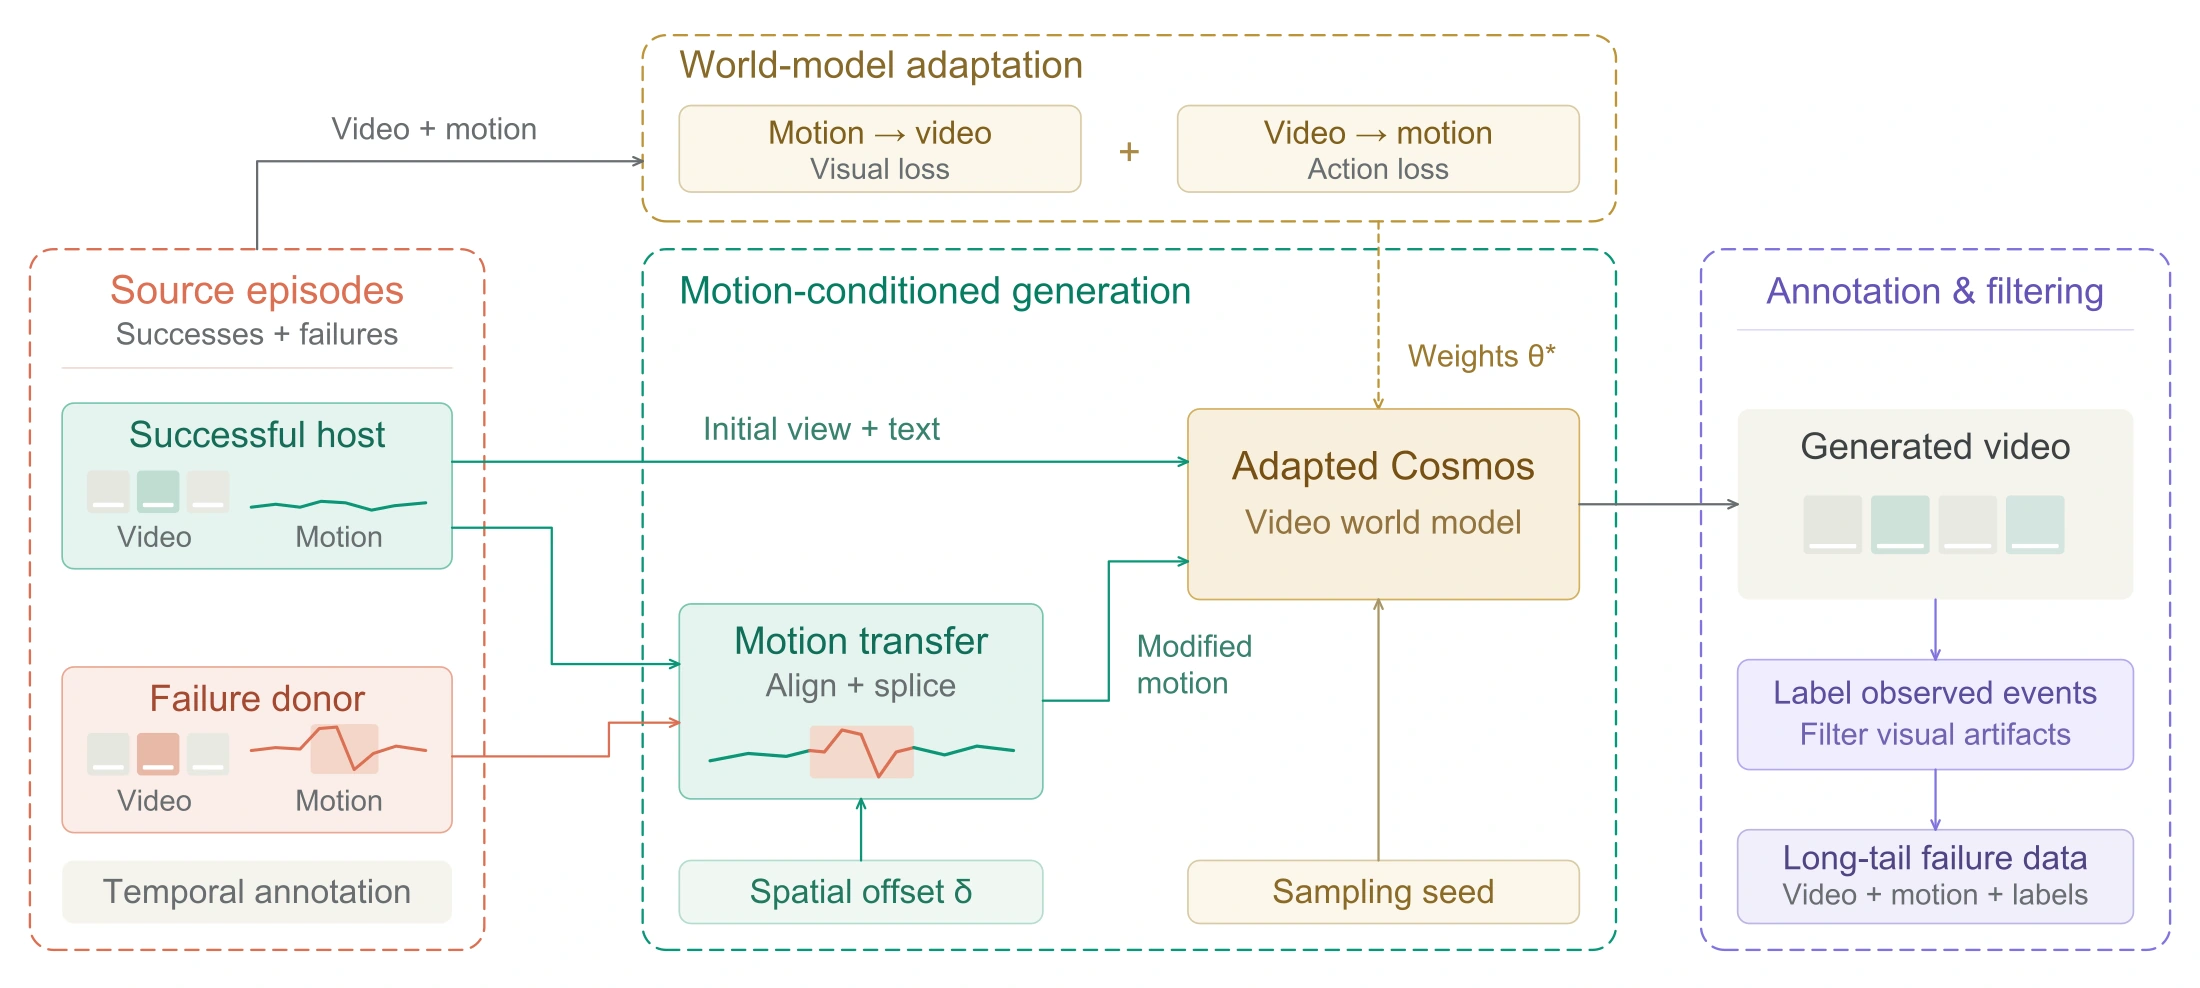 World-model adaptation
Motion → video
Visual loss
+
Video → motion
Action loss
Video + motion
Source episodes
Successes + failures
Successful host
Video
Motion
Failure donor
Video
Motion
Temporal annotation
Motion-conditioned generation
Weights θ*
Initial view + text
Adapted Cosmos
Video world model
Motion transfer
Align + splice
Modified
motion
Spatial offset δ
Sampling seed
Annotation & filtering
Generated video
Label observed events
Filter visual artifacts
Long-tail failure data
Video + motion + labels